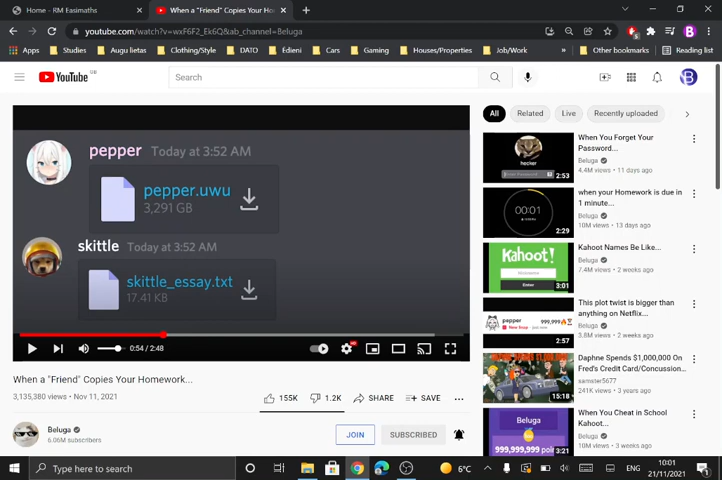 Home - RM Easimaths
When a "Friend" Copies Your Ho
youtube.com/watch?v=wxF6F2_Ek6Q&ab_channel=Beluga
Apps Studies Augu lietas Clothing/Style DATO Edieni Cars Gaming Houses/Properties Job/Work » Other bookmarks Reading list
YouTube
Search
All Related Live Recently uploaded
pepper Today at 3:52 AM
pepper.uwu
3,291 GB
skittle Today at 3:52 AM
skittle_essay.txt
17.41 KB
0:54 / 2:48
When a "Friend" Copies Your Homework...
3,135,380 views • Nov 11, 2021
155K 1.2K SHARE SAVE
Beluga
6.06M subscribers
JOIN SUBSCRIBED
hecker
2:53
When You Forget Your
Password...
Beluga
4.4M views • 11 days ago
00:01
2:29
when your Homework is due in
1 minute...
Beluga
10M views • 13 days ago
Kahoot!
Nickname
Enter
3:01
Kahoot Names Be Like...
Beluga
7.4M views • 2 weeks ago
pepper 999,999
2:57
This plot twist is bigger than
anything on Netflix...
Beluga
3.8M views • 2 weeks ago
15:18
Daphne Spends $1,000,000 On
Fred's Credit Card/Concussion...
samster5677
241K views • 3 years ago
Beluga
999,999,999
3:21
When You Cheat in School
Kahoot...
Beluga
10M views • 3 weeks ago
Type here to search
6°C
ENG
10:01
21/11/2021